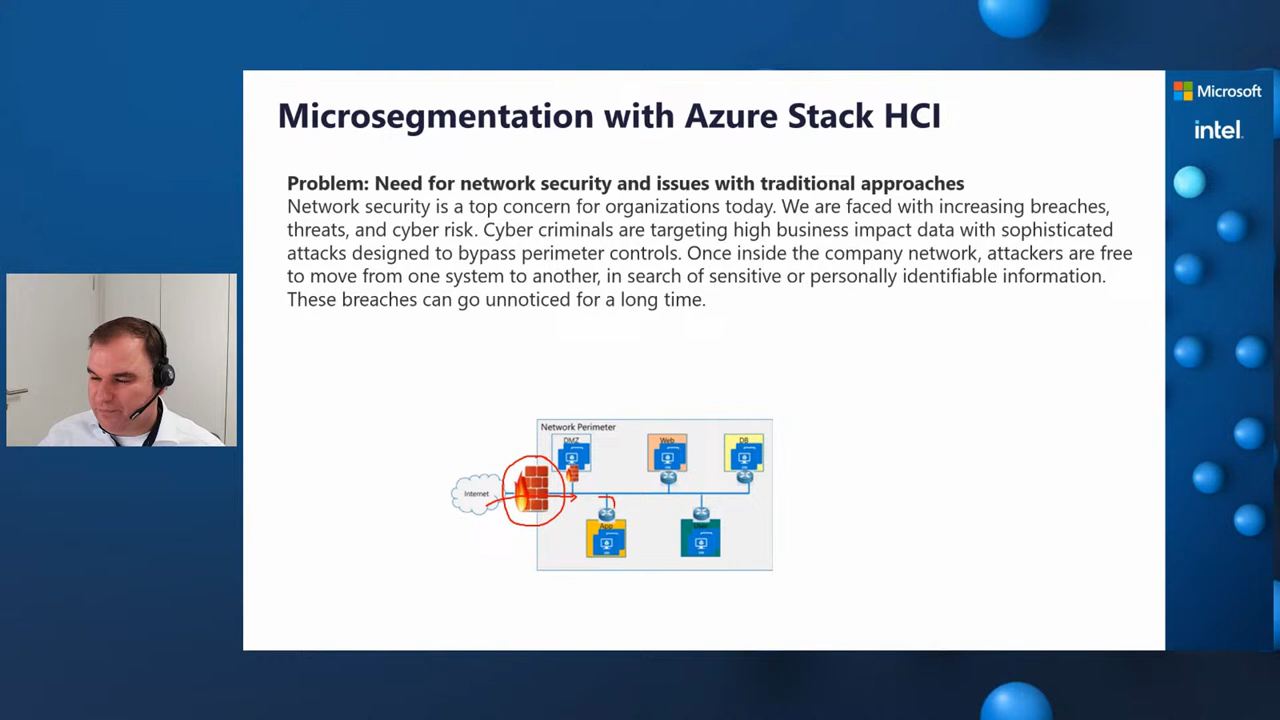 Microsegmentation with Azure Stack HCI
Microsoft
intel.
Problem: Need for network security and issues with traditional approaches
Network security is a top concern for organizations today. We are faced with increasing breaches,
threats, and cyber risk. Cyber criminals are targeting high business impact data with sophisticated
attacks designed to bypass perimeter controls. Once inside the company network, attackers are free
to move from one system to another, in search of sensitive or personally identifiable information.
These breaches can go unnoticed for a long time.
Network Perimeter
DMZ
Web
DB
Internet
App